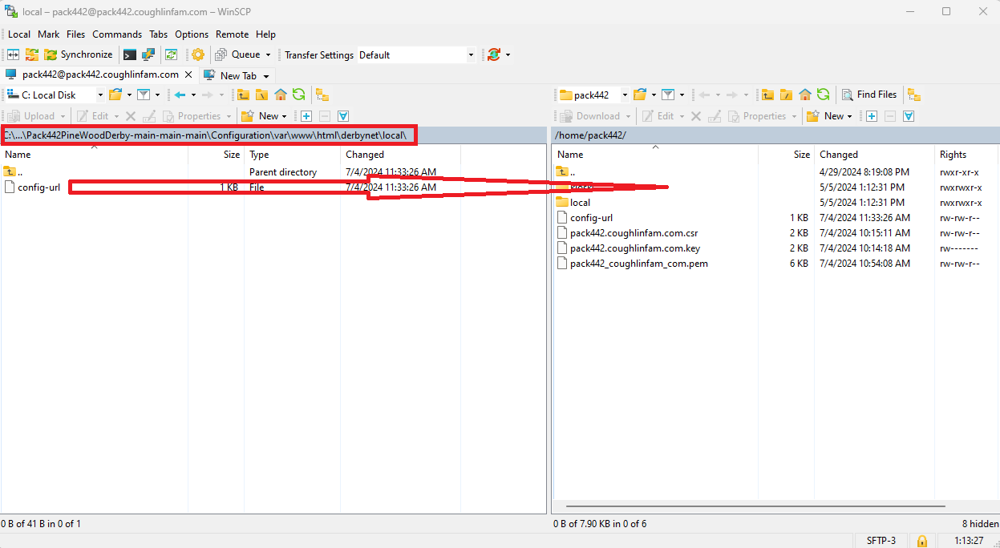 local – pack442@pack442.coughlinfam.com – WinSCP
Local Mark Files Commands Tabs Options Remote Help
Synchronize Queue Transfer Settings Default
pack442@pack442.coughlinfam.com New Tab
C: Local Disk
Upload Edit Properties New
C:\...\Pack442PineWoodDerby-main-main-main\Configuration\var\www\html\derbynet\local\
Name Size Type Changed
.. Parent directory 7/4/2024 11:33:26 AM
config-url 1 KB File 7/4/2024 11:33:26 AM
0 B of 41 B in 0 of 1
pack442 Find Files
Download Edit Properties New
/home/pack442/
Name Size Changed Rights
.. 4/29/2024 8:19:08 PM rwxr-xr-x
5/5/2024 1:12:31 PM rwxrwxr-x
local 5/5/2024 1:12:31 PM rwxrwxr-x
config-url 1 KB 7/4/2024 11:33:26 AM rw-rw-r--
pack442.coughlinfam.com.csr 2 KB 7/4/2024 10:15:11 AM rw-rw-r--
pack442.coughlinfam.com.key 2 KB 7/4/2024 10:14:18 AM rw-------
pack442_coughlinfam_com.pem 6 KB 7/4/2024 10:54:08 AM rw-rw-r--
0 B of 7.90 KB in 0 of 6 8 hidden
SFTP-3 1:13:27